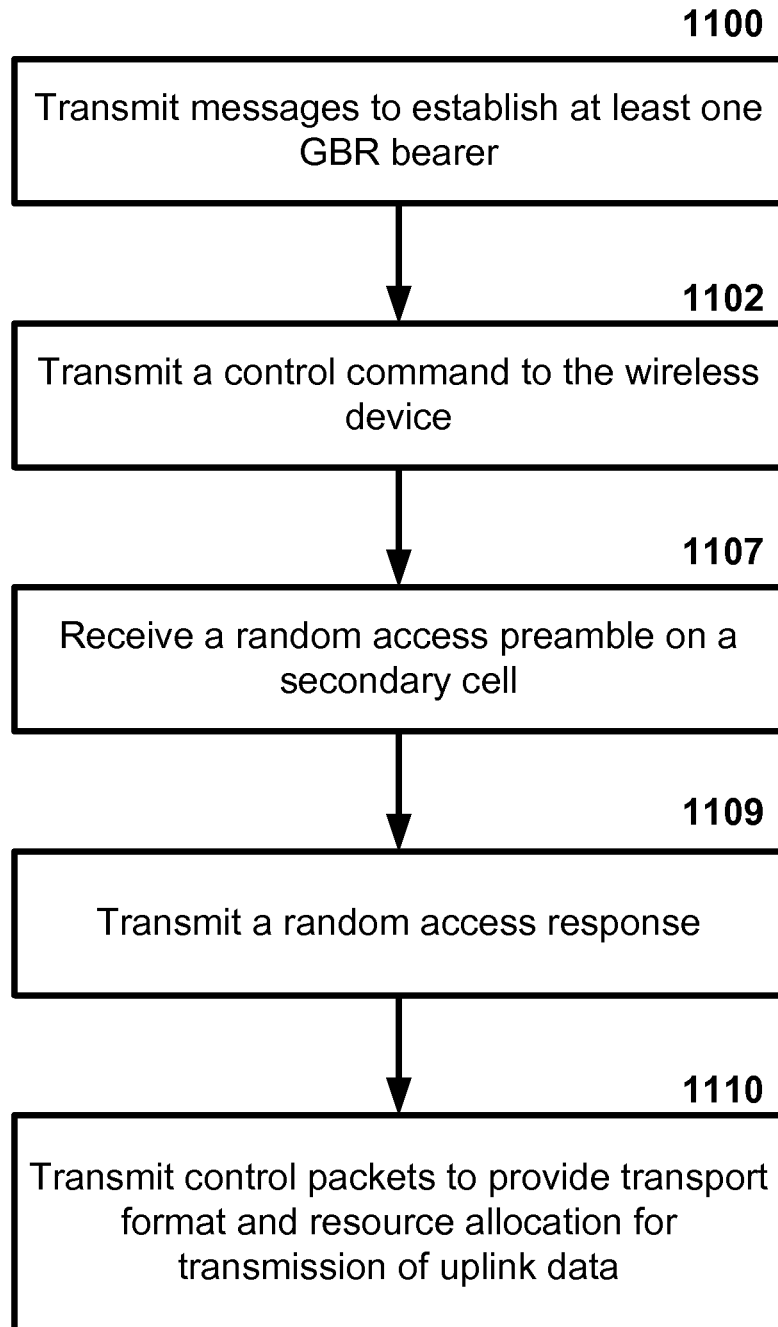 1100
Transmit messages to establish at least one
GBR bearer
1102
Transmit a control command to the wireless
device
1107
Receive a random access preamble on a
secondary cell
1109
Transmit a random access response
1110
Transmit control packets to provide transport
format and resource allocation for
transmission of uplink data